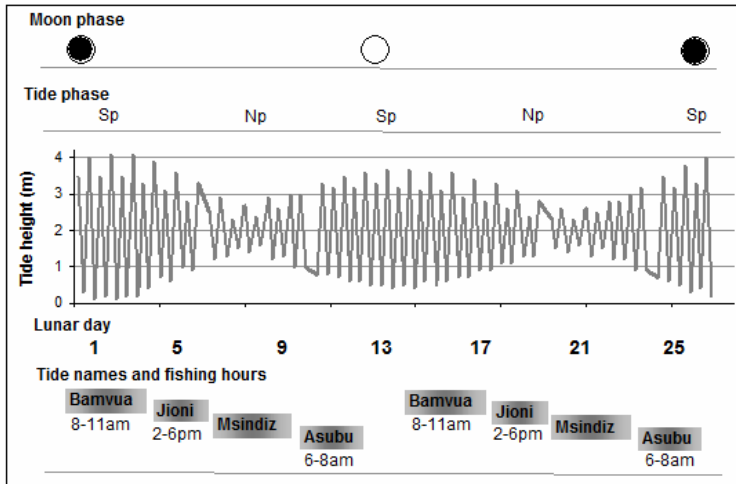 Moon phase
Tide phase
Sp Np Sp Np Sp
Tide height (m)
4
3
2
1
0
Lunar day
1 5 9 13 17 21 25
Tide names and fishing hours
Bamvua Jioni Msindiz Asubu Bamvua Jioni Msindiz Asubu
8-11am 2-6pm 6-8am 8-11am 2-6pm 6-8am